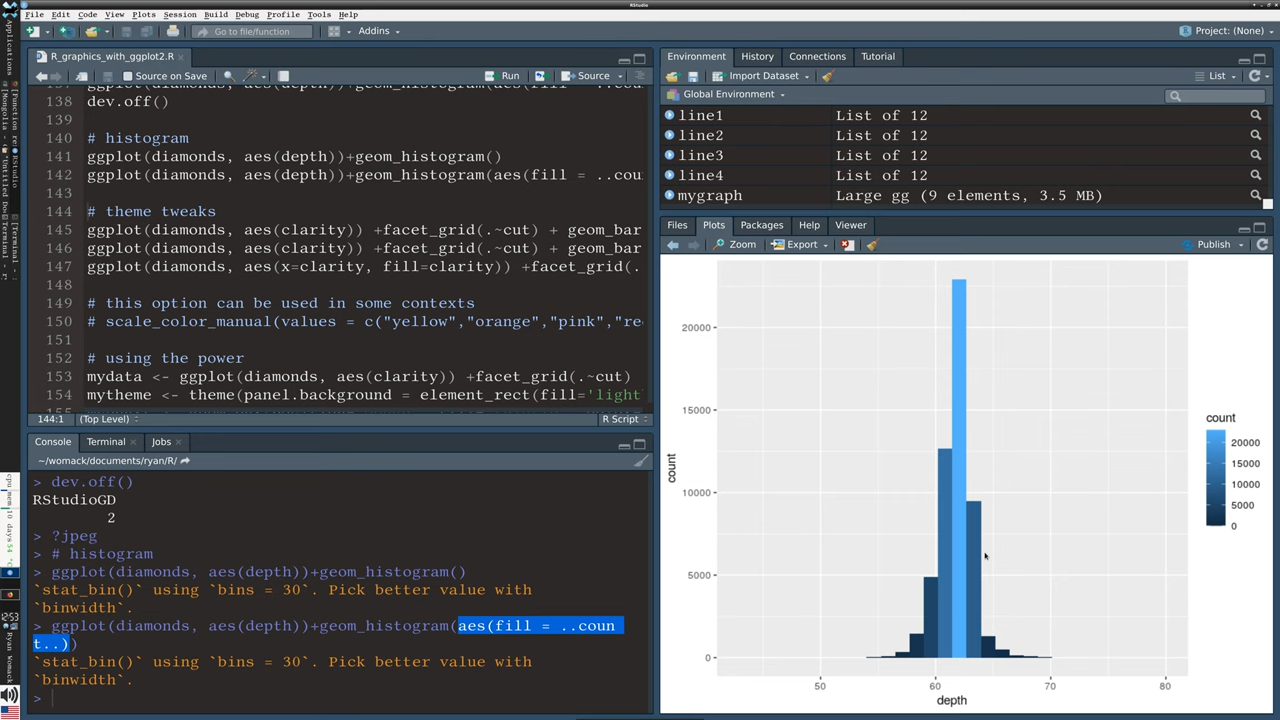 RStudio
File Edit Code View Plots Session Build Debug Profile Tools Help
Go to file/function Addins Project: (None)
R_graphics_with_ggplot2.R
Source on Save Run Source
138 dev.off()
139
140 # histogram
141 ggplot(diamonds, aes(depth))+geom_histogram()
142 ggplot(diamonds, aes(depth))+geom_histogram(aes(fill = ..cou
143
144 # theme tweaks
145 ggplot(diamonds, aes(clarity)) +facet_grid(.~cut) + geom_bar
146 ggplot(diamonds, aes(clarity)) +facet_grid(.~cut) + geom_bar
147 ggplot(diamonds, aes(x=clarity, fill=clarity)) +facet_grid(.
148
149 # this option can be used in some contexts
150 # scale_color_manual(values = c("yellow","orange","pink","re
151
152 # using the power
153 mydata <- ggplot(diamonds, aes(clarity)) +facet_grid(.~cut)
154 mytheme <- theme(panel.background = element_rect(fill='light
144:1 (Top Level) R Script
Console Terminal Jobs
~/womack/documents/ryan/R/
> dev.off()
RStudioGD
2
> ?jpeg
> # histogram
> ggplot(diamonds, aes(depth))+geom_histogram()
`stat_bin()` using `bins = 30`. Pick better value with
`binwidth`.
> ggplot(diamonds, aes(depth))+geom_histogram(aes(fill = ..coun
t..))
`stat_bin()` using `bins = 30`. Pick better value with
`binwidth`.
>
Environment History Connections Tutorial
Import Dataset List
Global Environment
line1 List of 12
line2 List of 12
line3 List of 12
line4 List of 12
mygraph Large gg (9 elements, 3.5 MB)
Files Plots Packages Help Viewer
Zoom Export Publish
count
20000
15000
10000
5000
0
50 60 70 80
depth
count
20000
15000
10000
5000
0
Applications
RStudio
12:53
Ryan Womack